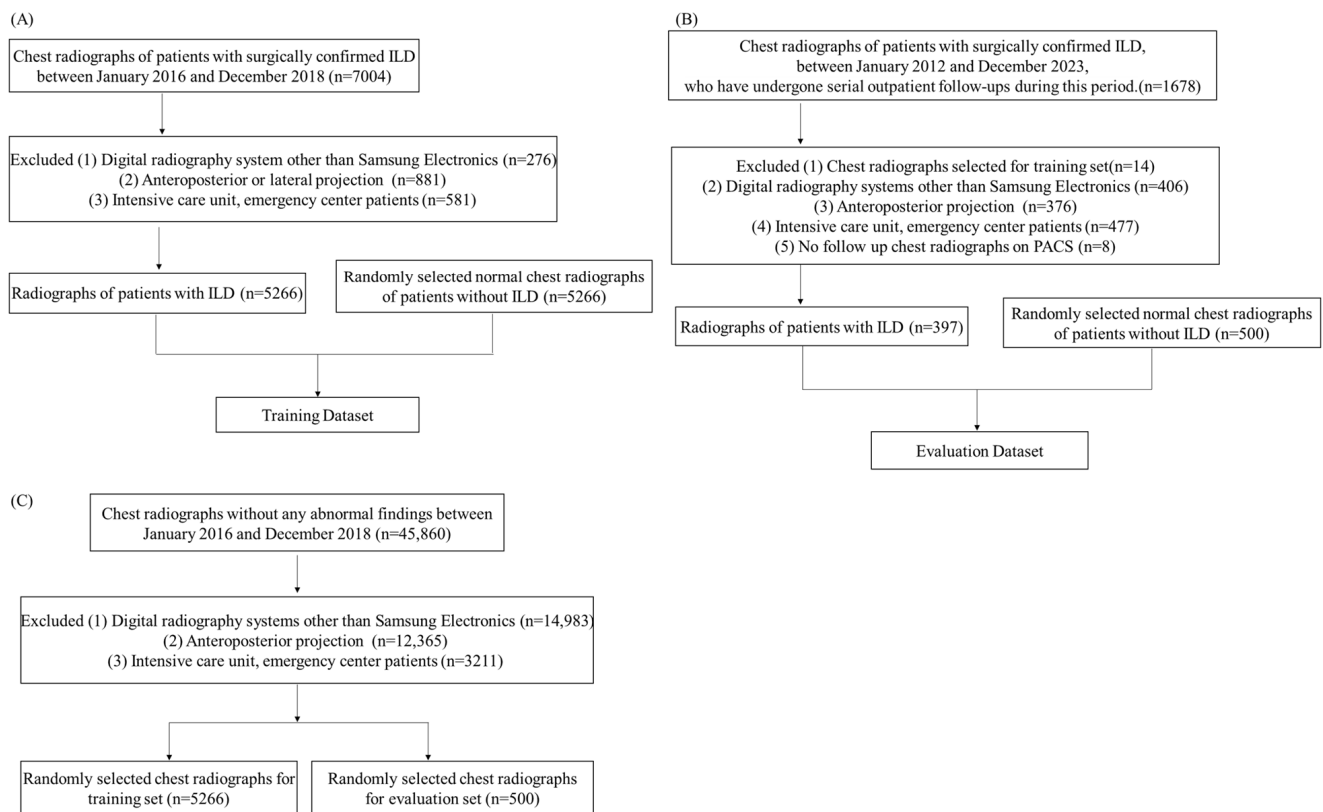 (A)
Chest radiographs of patients with surgically confirmed ILD
between January 2016 and December 2018 (n=7004)
Excluded (1) Digital radiography system other than Samsung Electronics (n=276)
(2) Anteroposterior or lateral projection (n=881)
(3) Intensive care unit, emergency center patients (n=581)
Radiographs of patients with ILD (n=5266)
Randomly selected normal chest radiographs
of patients without ILD (n=5266)
Training Dataset
(B)
Chest radiographs of patients with surgically confirmed ILD,
between January 2012 and December 2023,
who have undergone serial outpatient follow-ups during this period.(n=1678)
Excluded (1) Chest radiographs selected for training set(n=14)
(2) Digital radiography systems other than Samsung Electronics (n=406)
(3) Anteroposterior projection (n=376)
(4) Intensive care unit, emergency center patients (n=477)
(5) No follow up chest radiographs on PACS (n=8)
Radiographs of patients with ILD (n=397)
Randomly selected normal chest radiographs
of patients without ILD (n=500)
Evaluation Dataset
(C)
Chest radiographs without any abnormal findings between
January 2016 and December 2018 (n=45,860)
Excluded (1) Digital radiography systems other than Samsung Electronics (n=14,983)
(2) Anteroposterior projection (n=12,365)
(3) Intensive care unit, emergency center patients (n=3211)
Randomly selected chest radiographs for
training set (n=5266)
Randomly selected chest radiographs
for evaluation set (n=500)